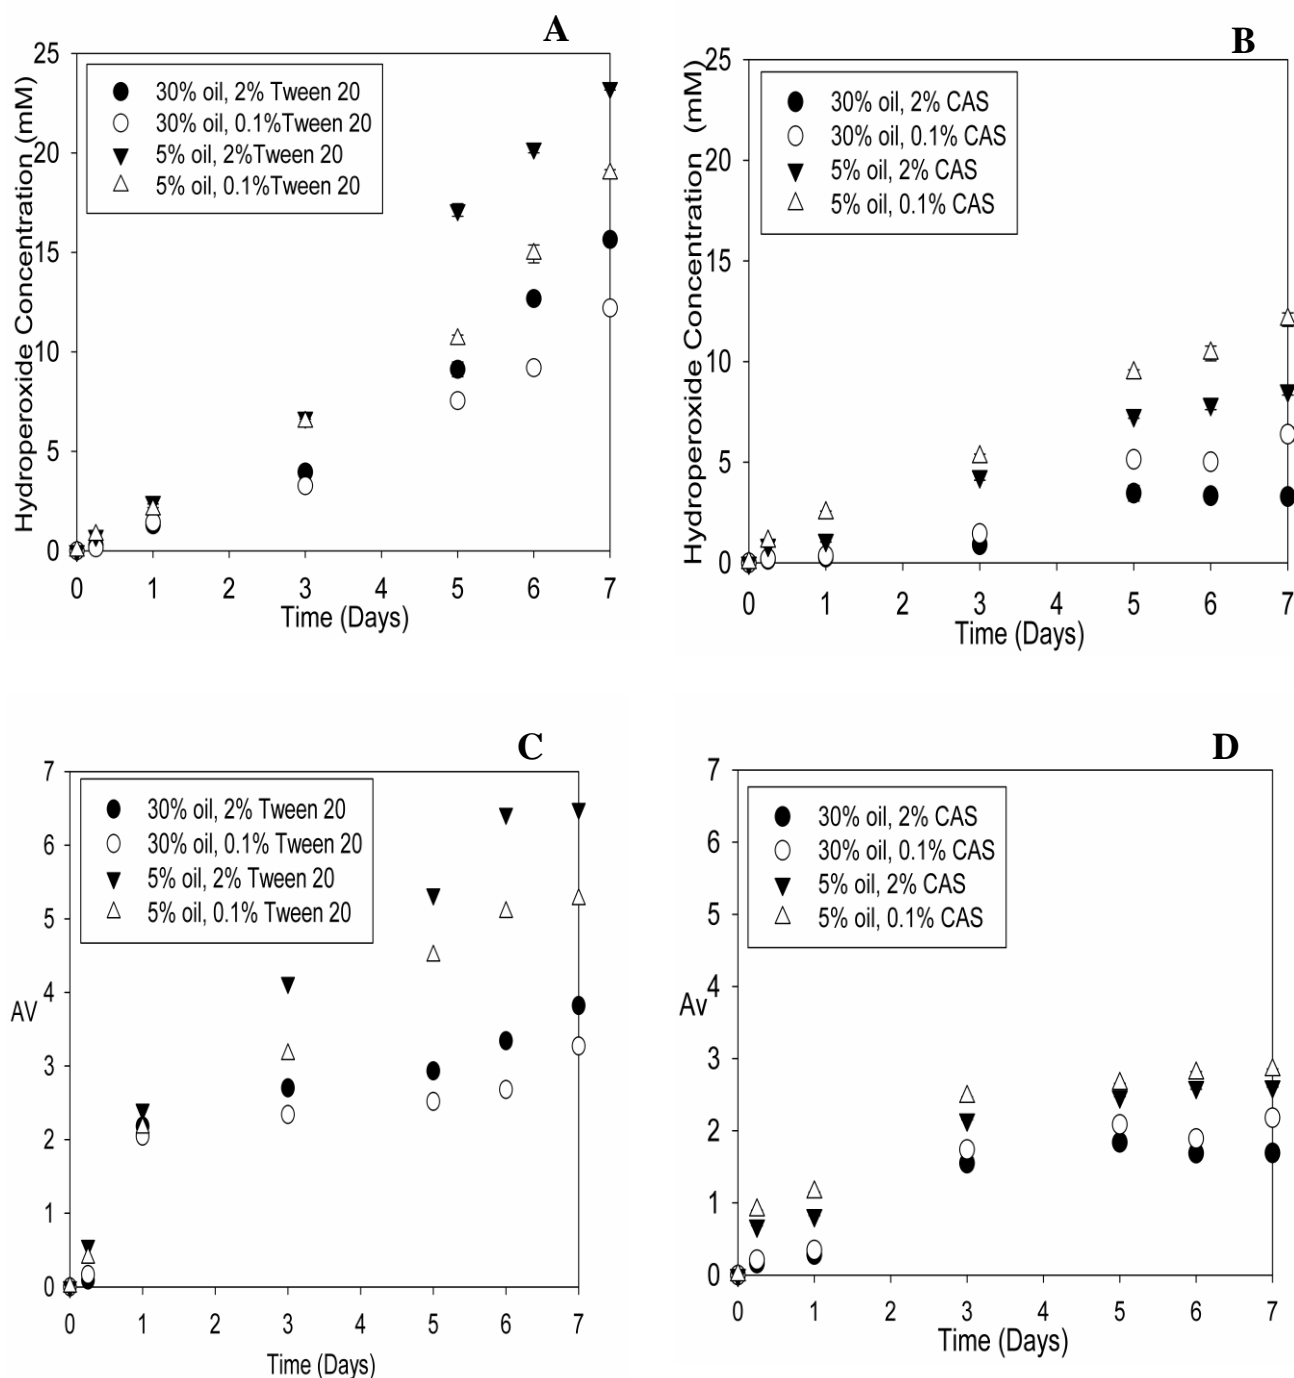 A
Hydroperoxide Concentration (mM)
25
20
15
10
5
0
30% oil, 2% Tween 20
30% oil, 0.1%Tween 20
5% oil, 2%Tween 20
5% oil, 0.1%Tween 20
0 1 2 3 4 5 6 7
Time (Days)
B
Hydroperoxide Concentration (mM)
25
20
15
10
5
0
30% oil, 2% CAS
30% oil, 0.1% CAS
5% oil, 2% CAS
5% oil, 0.1% CAS
0 1 2 3 4 5 6 7
Time (Days)
C
AV
7
6
5
4
3
2
1
0
30% oil, 2% Tween 20
30% oil, 0.1% Tween 20
5% oil, 2% Tween 20
5% oil, 0.1% Tween 20
0 1 2 3 4 5 6 7
Time (Days)
D
Av
7
6
5
4
3
2
1
0
30% oil, 2% CAS
30% oil, 0.1% CAS
5% oil, 2% CAS
5% oil, 0.1% CAS
0 1 2 3 4 5 6 7
Time (Days)